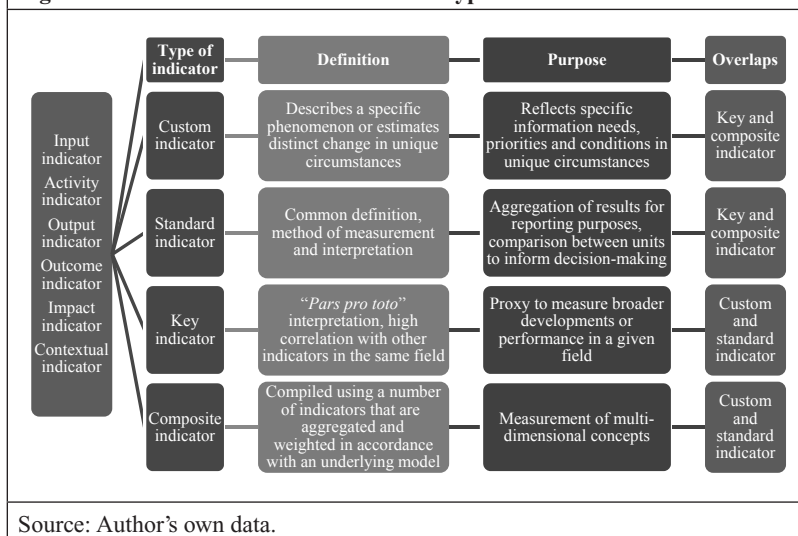 Type of
indicator
Definition
Purpose
Overlaps
Input
indicator
Activity
indicator
Output
indicator
Outcome
indicator
Impact
indicator
Contextual
indicator
Custom
indicator
Describes a specific
phenomenon or estimates
distinct change in unique
circumstances
Reflects specific
information needs,
priorities and conditions in
unique circumstances
Key and
composite
indicator
Standard
indicator
Common definition,
method of measurement
and interpretation
Aggregation of results for
reporting purposes,
comparison between units
to inform decision-making
Key and
composite
indicator
Key
indicator
“Pars pro toto”
interpretation, high
correlation with other
indicators in the same field
Proxy to measure broader
developments or
performance in a given
field
Custom
and
standard
indicator
Composite
indicator
Compiled using a number
of indicators that are
aggregated and
weighted in accordance
with an underlying model
Measurement of multi-
dimensional concepts
Custom
and
standard
indicator
Source: Author’s own data.